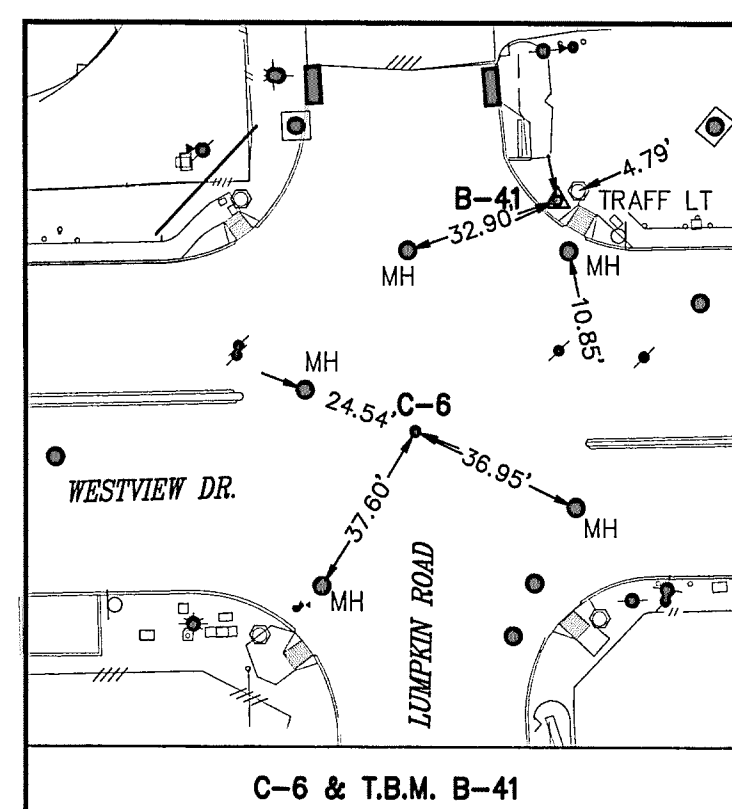 4.79'
B-41
TRAFF LT
32.90'
MH
MH
10.85'
MH
24.54'
C-6
36.95'
WESTVIEW DR.
37.60'
MH
MH
LUMPKIN ROAD
C-6 & T.B.M. B-41